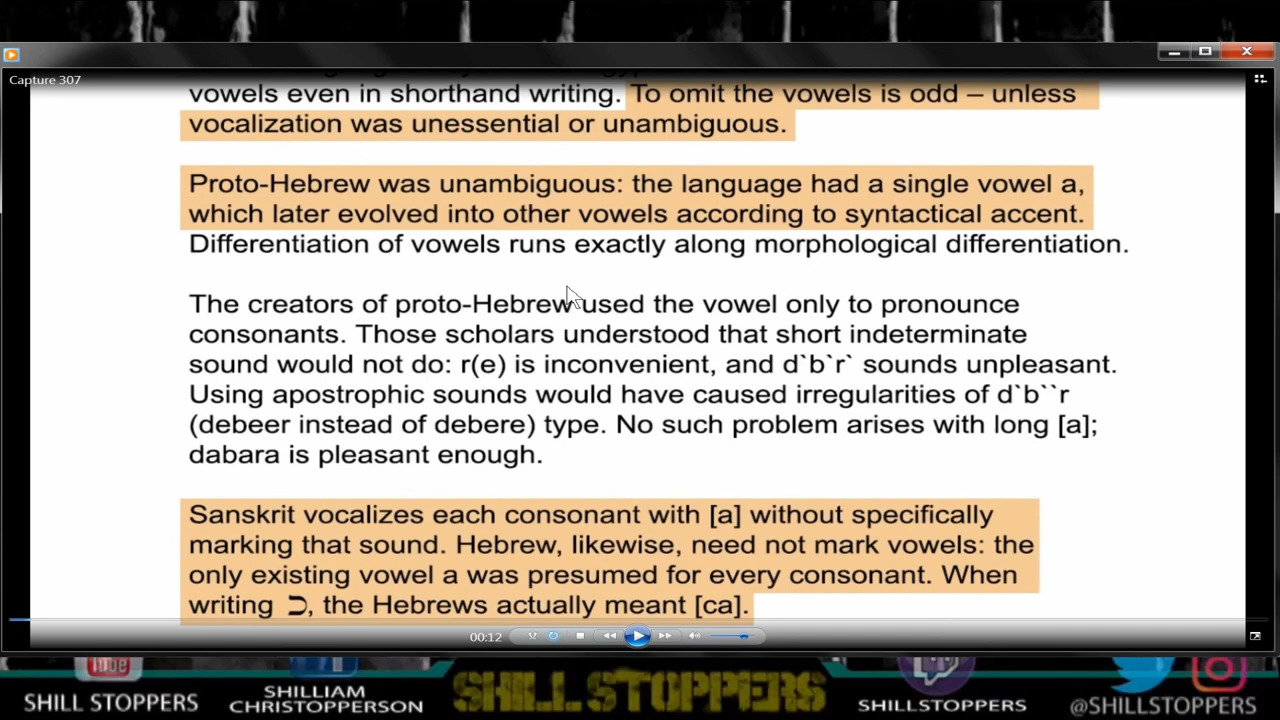 Capture 307
vowels even in shorthand writing. To omit the vowels is odd – unless
vocalization was unessential or unambiguous.
Proto-Hebrew was unambiguous: the language had a single vowel a,
which later evolved into other vowels according to syntactical accent.
Differentiation of vowels runs exactly along morphological differentiation.
The creators of proto-Hebrew used the vowel only to pronounce
consonants. Those scholars understood that short indeterminate
sound would not do: r(e) is inconvenient, and d`b`r` sounds unpleasant.
Using apostrophic sounds would have caused irregularities of d`b``r
(debeer instead of debere) type. No such problem arises with long [a];
dabara is pleasant enough.
Sanskrit vocalizes each consonant with [a] without specifically
marking that sound. Hebrew, likewise, need not mark vowels: the
only existing vowel a was presumed for every consonant. When
writing כ, the Hebrews actually meant [ca].
00:12
Tube
SHILL STOPPERS
SHILLIAM
CHRISTOPPERSON
SHILL STOPPERS
SHILLSTOPPERS
@SHILLSTOPPERS